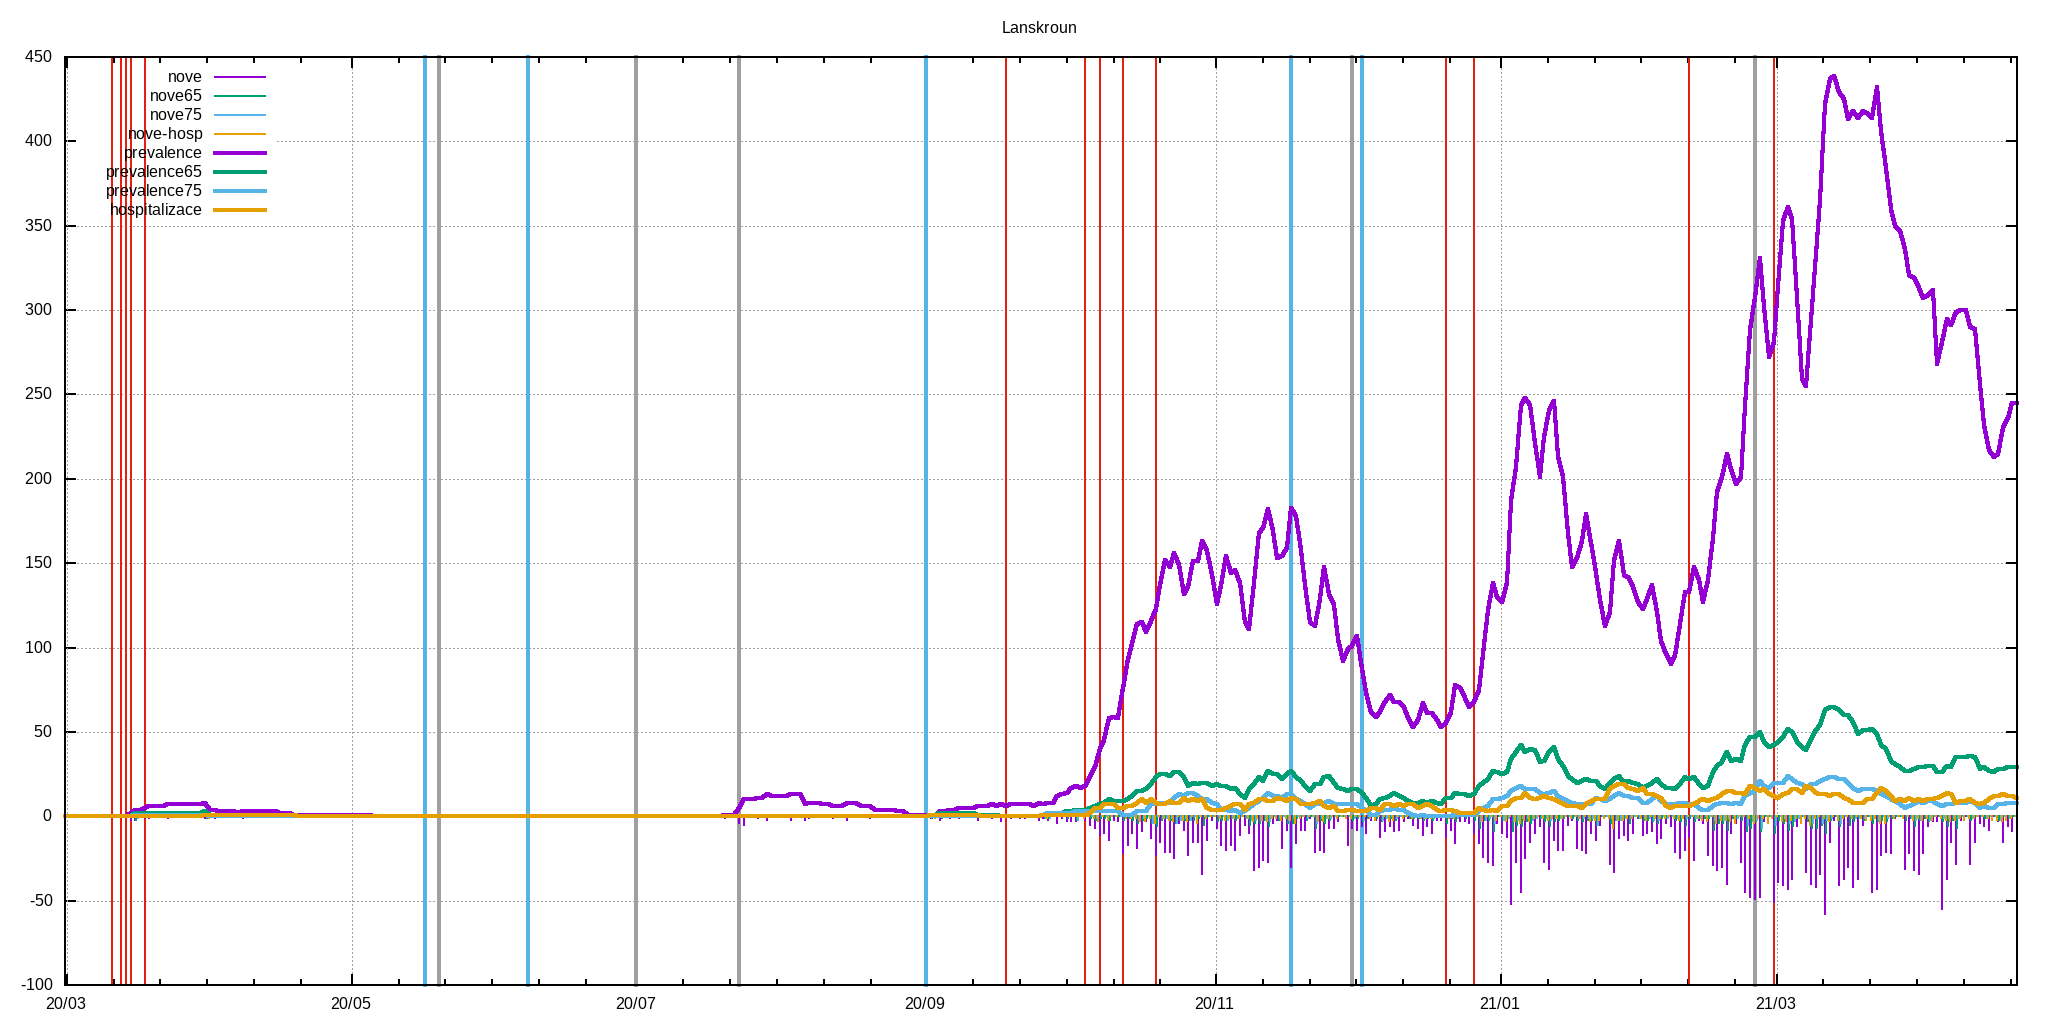 Lanskroun
450
400
350
300
250
200
150
100
50
0
-50
-100
nove
nove65
nove75
nove-hosp
prevalence
prevalence65
prevalence75
hospitalizace
20/03
20/05
20/07
20/09
20/11
21/01
21/03